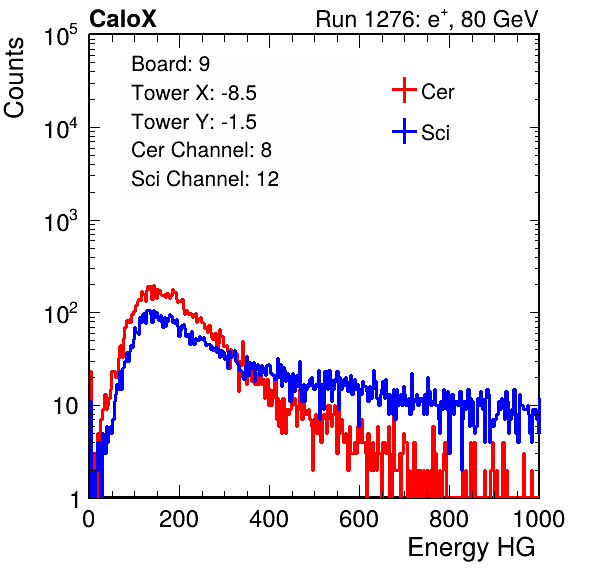 CaloX Run 1276: e⁺, 80 GeV
Counts
Board: 9
Tower X: -8.5
Tower Y: -1.5
Cer Channel: 8
Sci Channel: 12
Cer
Sci
10⁵
10⁴
10³
10²
10
1
0 200 400 600 800 1000
Energy HG